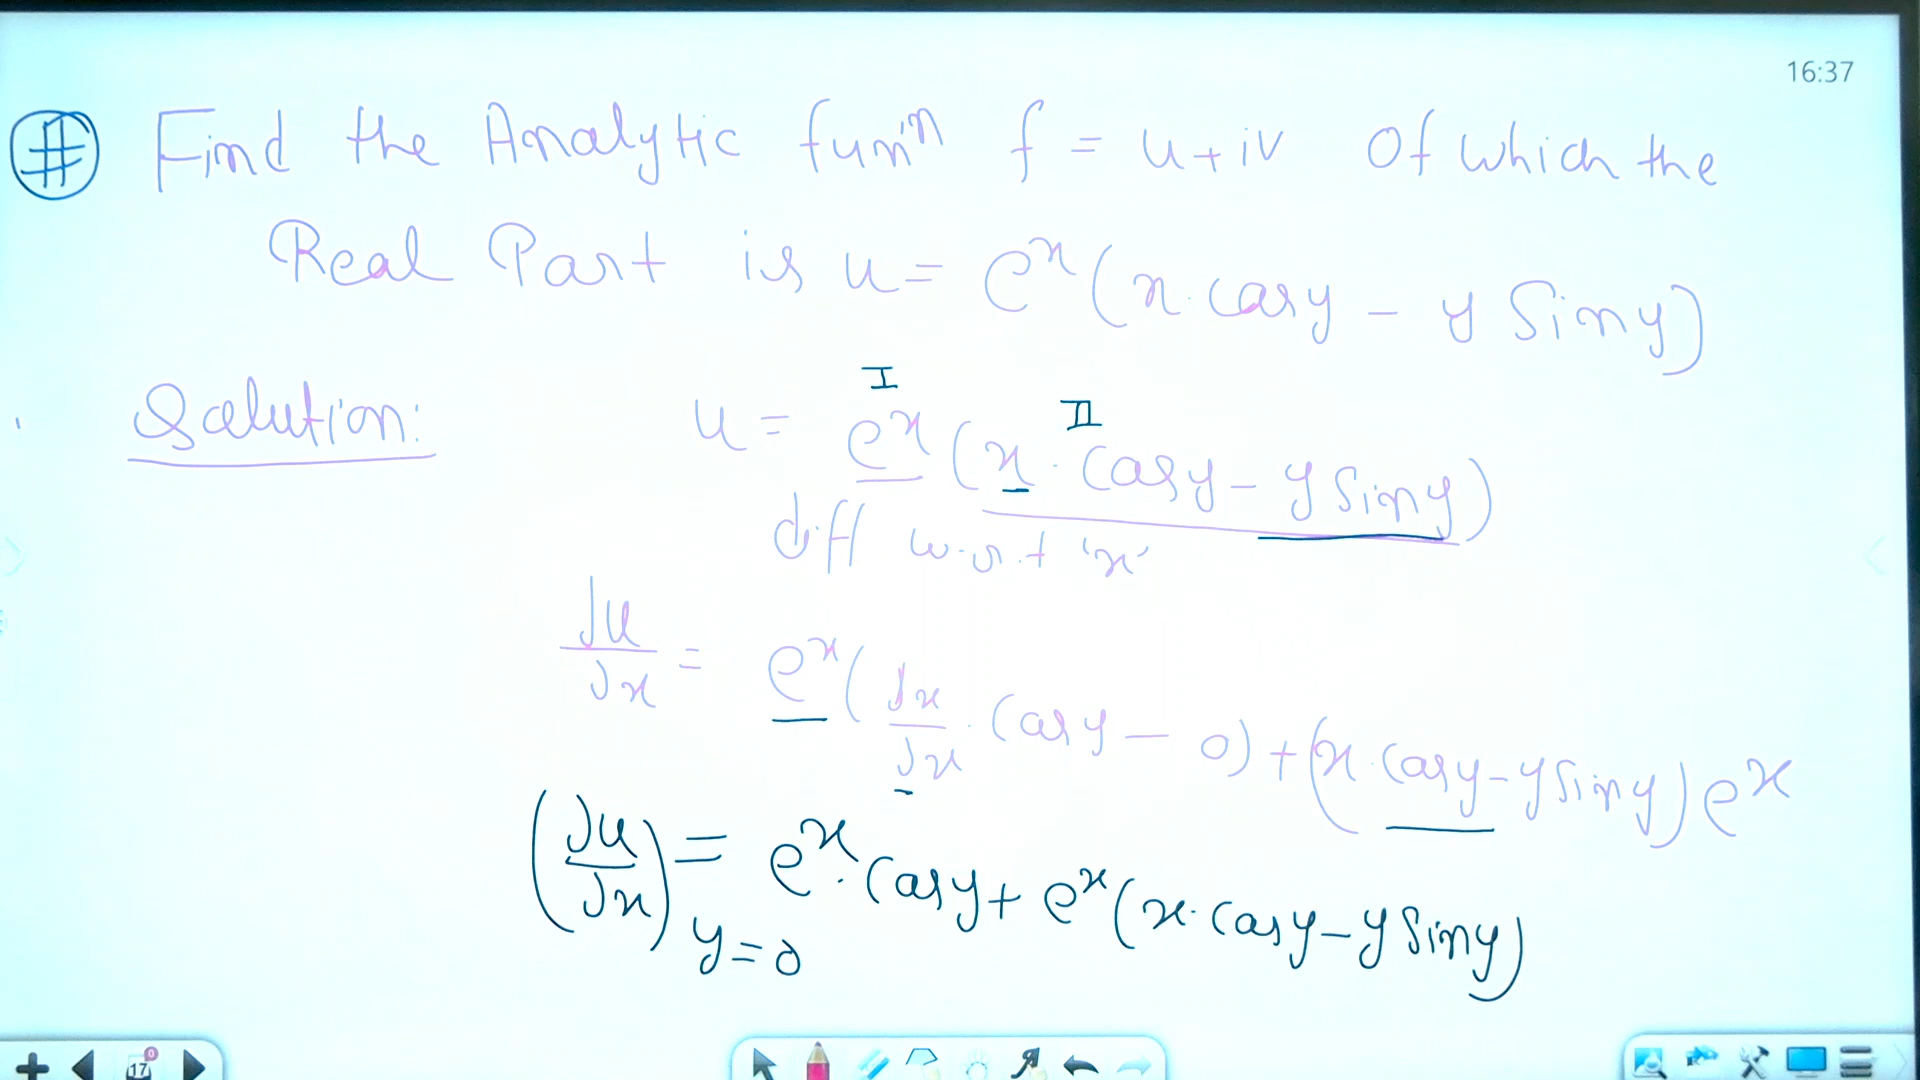 16:37
# Find the Analytic funⁿ f = u+iv Of which the
Real Part is u = eˣ(x·cosy - y Siny)
Solution:
I II
u = eˣ(x·Cosy - y Siny)
diff w.r.t 'x'
∂u/∂x = eˣ(∂x/∂x·Cosy - 0) + (x·Cosy - y Siny)eˣ
(∂u/∂x)y=0 = eˣ·Cosy + eˣ(x·Cosy - y Siny)
17 0